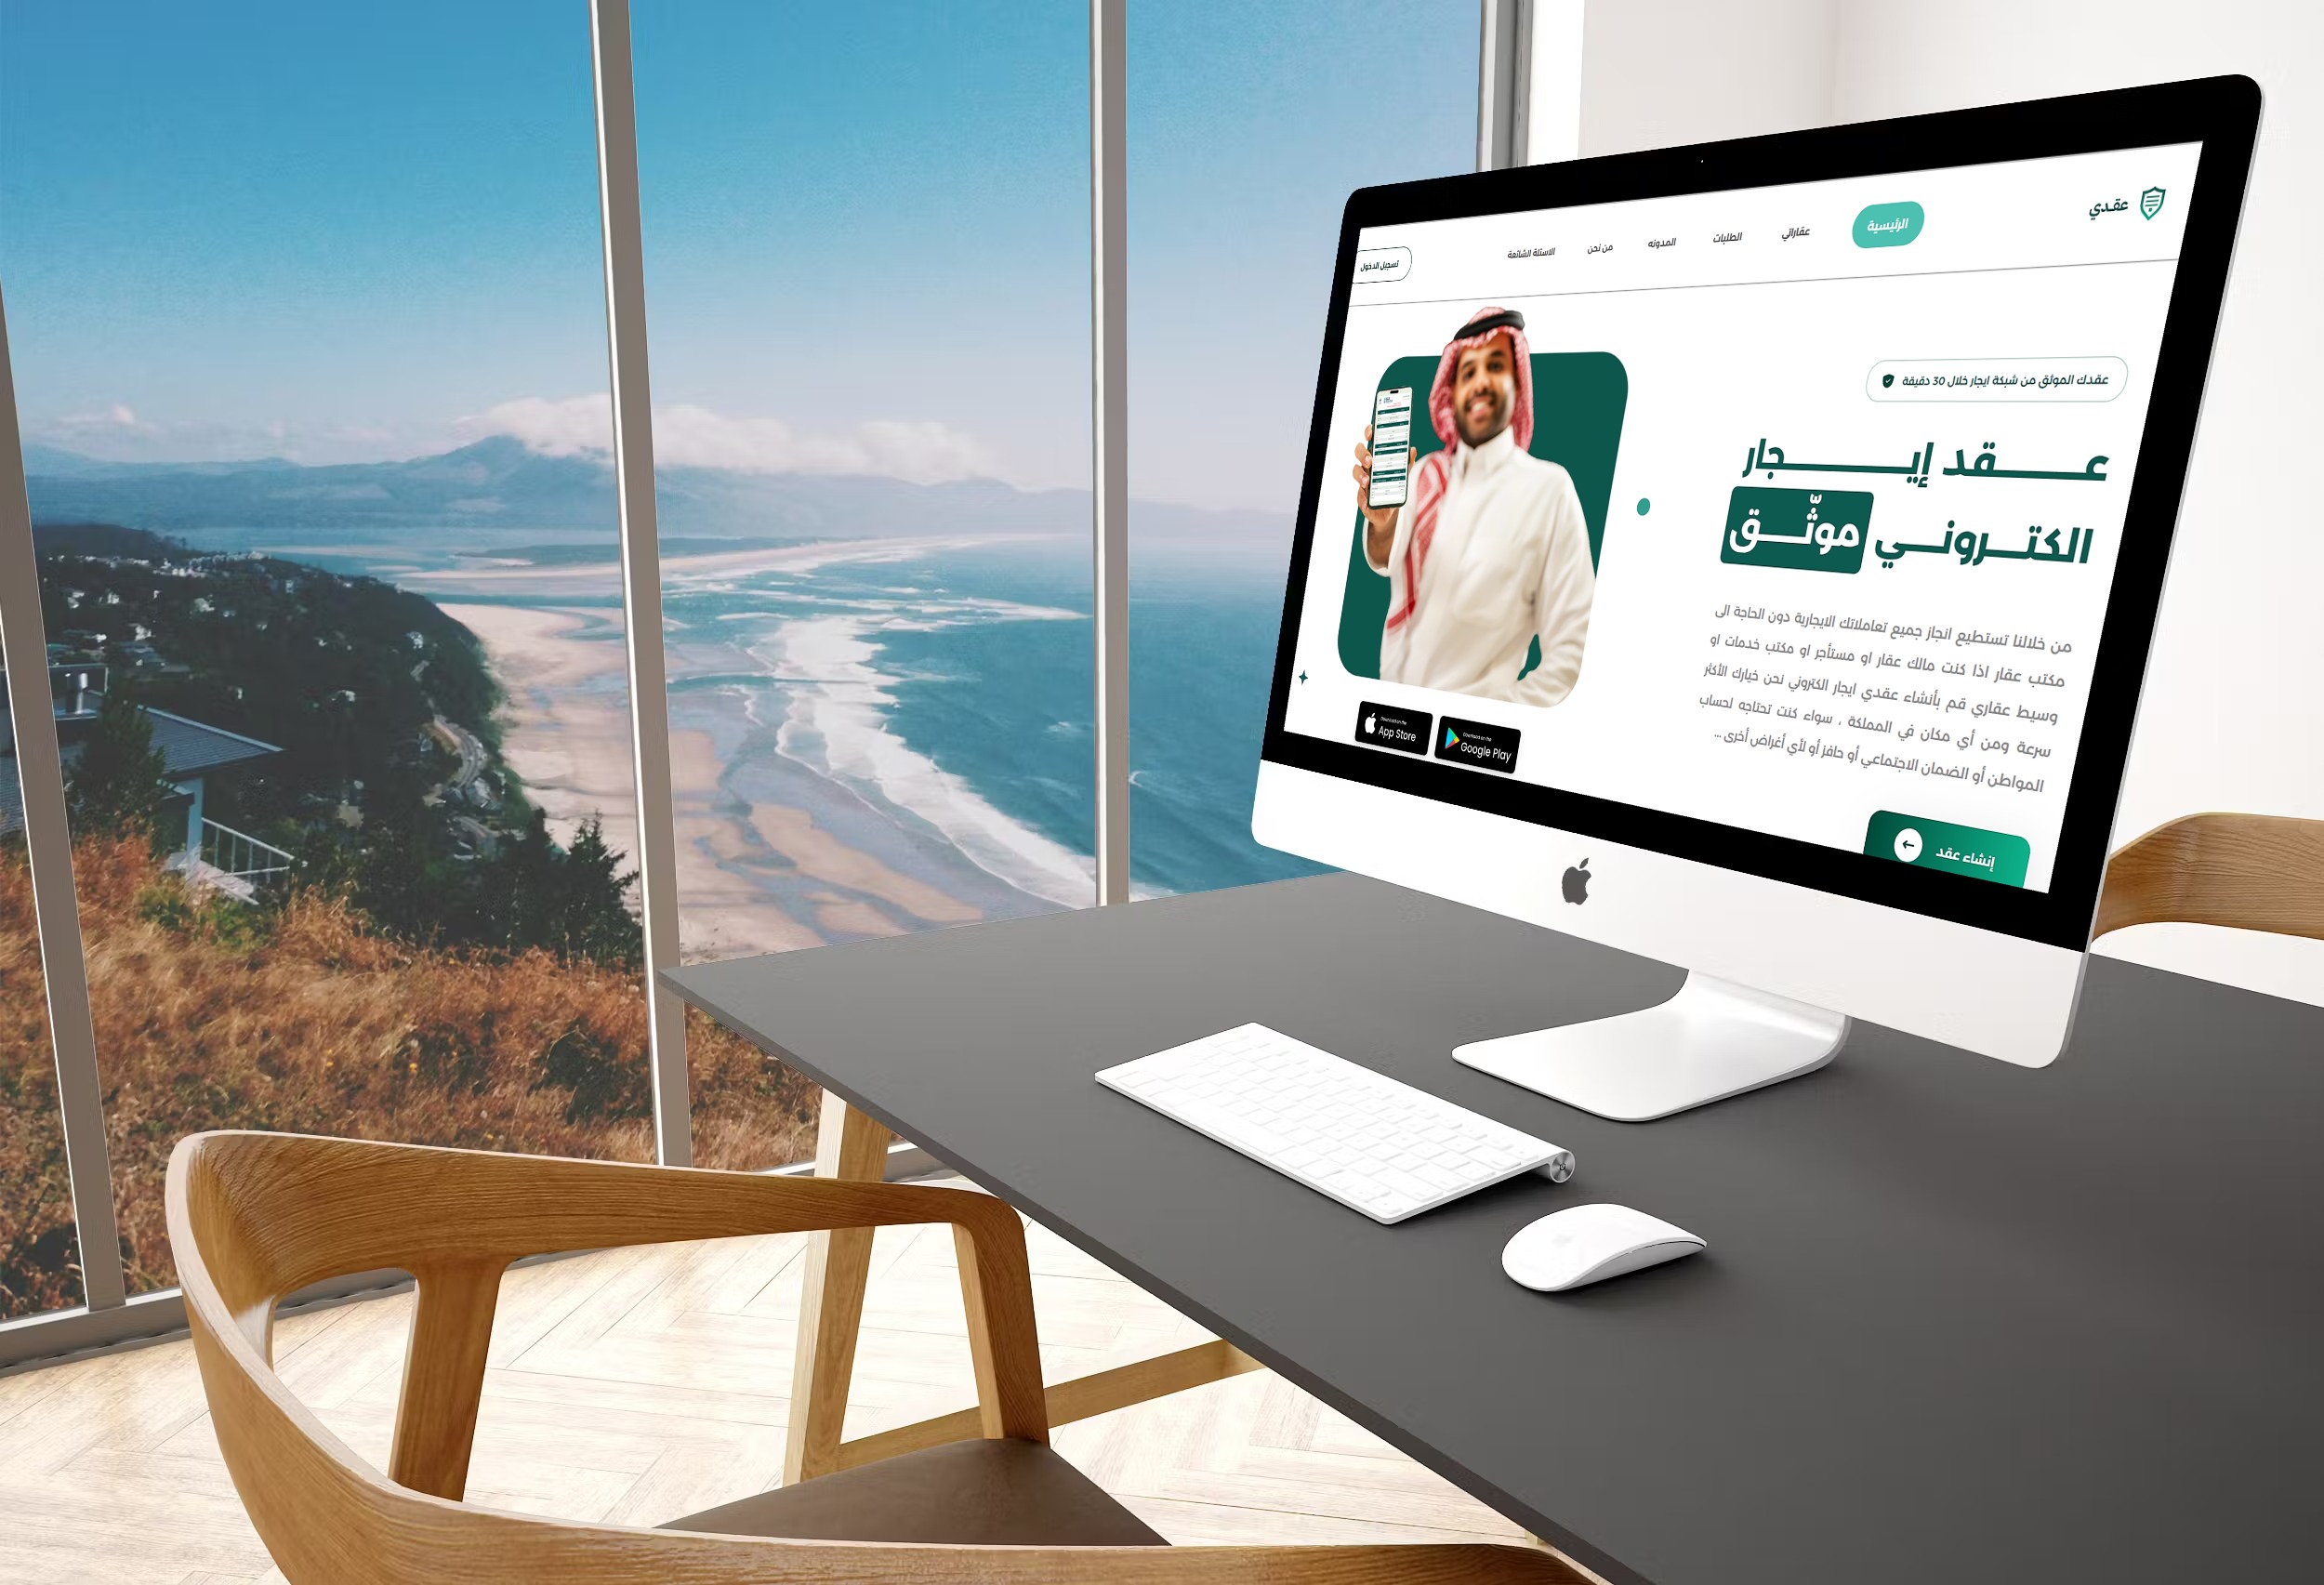 عقدي
الرئيسية
عقاراتي
الطلبات
المدونه
من نحن
الاسئلة الشائعة
تسجيل الدخول
عقدك الموثق من شبكة ايجار خلال 30 دقيقة
عـــقد إيـــــجار
الكتـــرونـــي موثّـــق
من خلالنا تستطيع انجاز جميع تعاملاتك الايجارية دون الحاجة الى
مكتب عقار اذا كنت مالك عقار او مستأجر او مكتب خدمات او
وسيط عقاري قم بأنشاء عقدي ايجار الكتروني نحن خيارك الأكثر
سرعة ومن أي مكان في المملكة ، سواء كنت تحتاجه لحساب
المواطن أو الضمان الاجتماعي أو حافز أو لأي أغراض أخرى ...
إنشاء عقد
Download on the
App Store
Download on the
Google Play